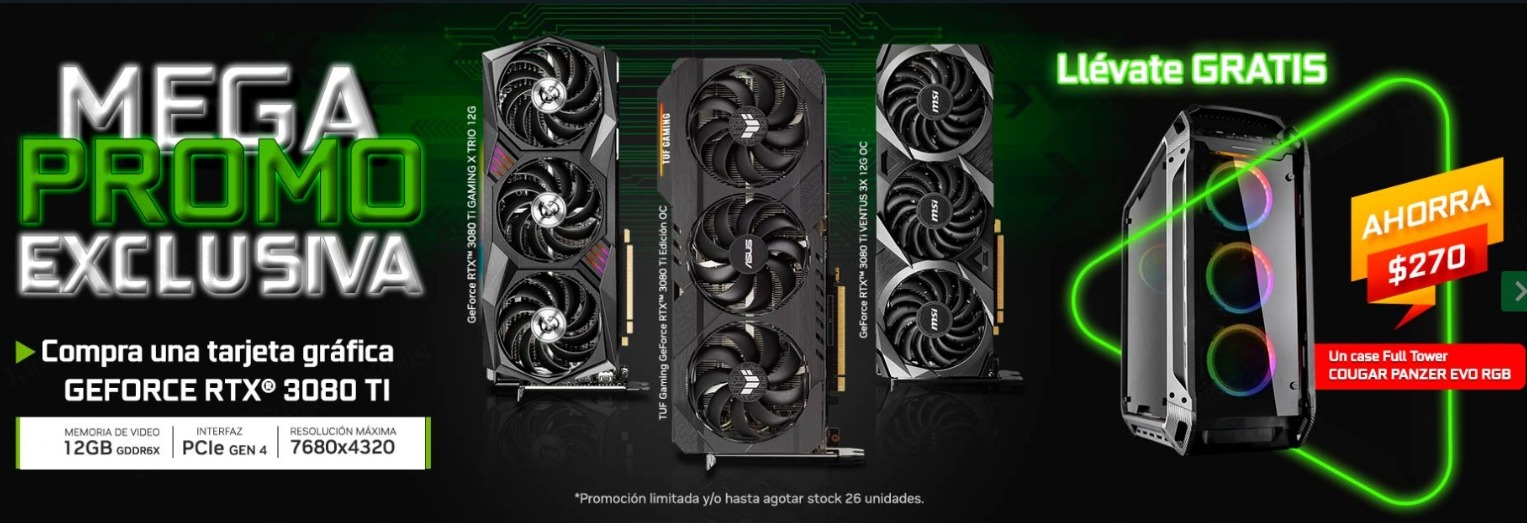 MEGA
PROMO
EXCLUSIVA
Compra una tarjeta gráfica
GEFORCE RTX® 3080 TI
MEMORIA DE VIDEO
12GB GDDR6X
INTERFAZ
PCIe GEN 4
RESOLUCIÓN MÁXIMA
7680x4320
GeForce RTX™ 3080 TI GAMING X TRIO 12G
TUF GAMING
ASUS
TUF Gaming GeForce RTX™ 3080 TI Edición OC
msi
msi
msi
GeForce RTX™ 3080 Ti VENTUS 3X 12G OC
Llévate GRATIS
AHORRA
$270
Un case Full Tower
COUGAR PANZER EVO RGB
*Promoción limitada y/o hasta agotar stock 26 unidades.